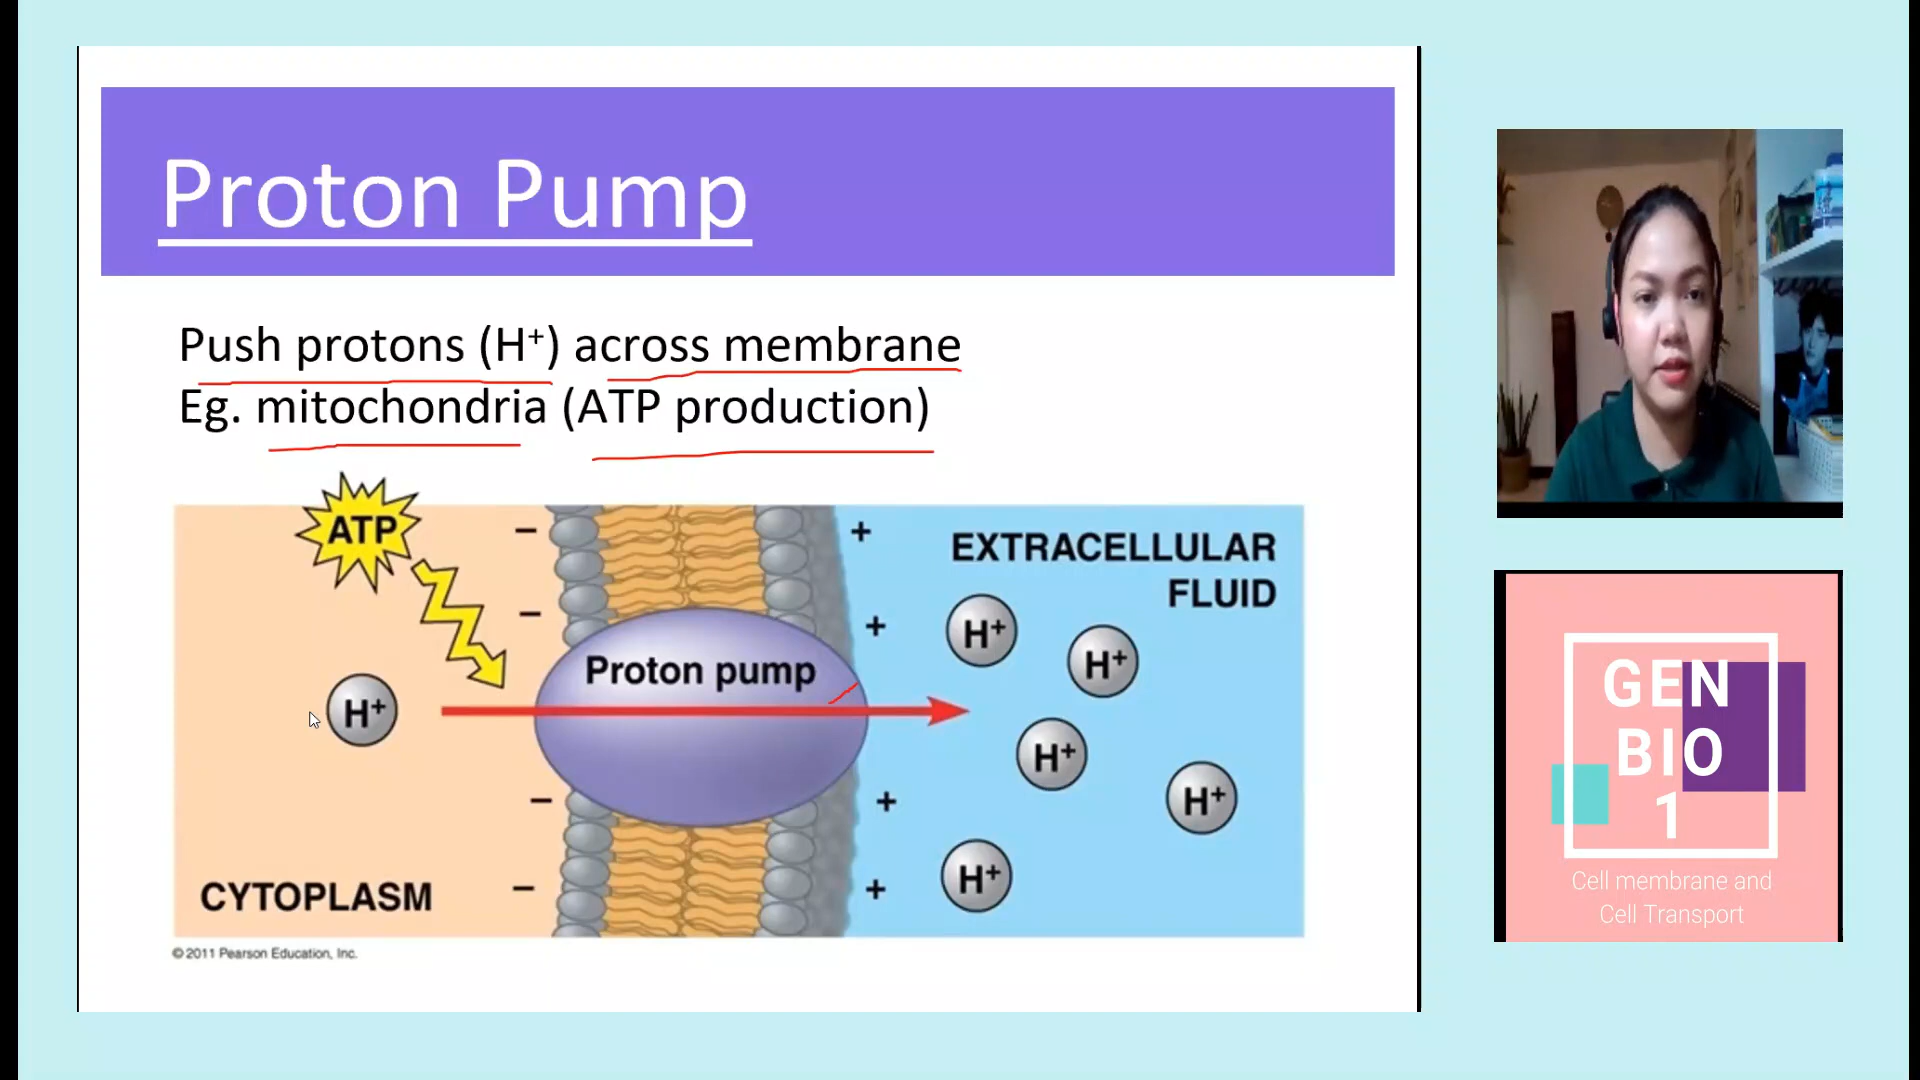 Proton Pump
Push protons (H⁺) across membrane
Eg. mitochondria (ATP production)
ATP
EXTRACELLULAR
FLUID
Proton pump
H⁺
H⁺
H⁺
H⁺
H⁺
H⁺
CYTOPLASM
− − − −
+ + + +
© 2011 Pearson Education, Inc.
GEN
BIO
1
Cell membrane and
Cell Transport